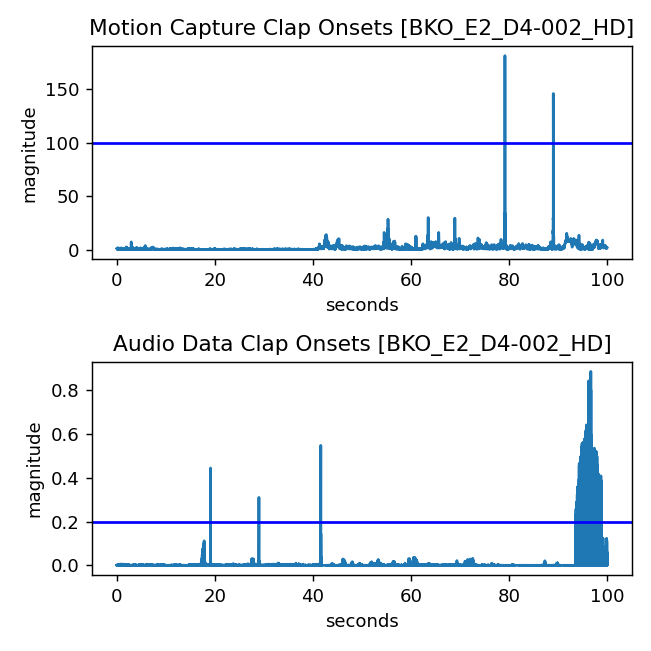 Motion Capture Clap Onsets [BKO_E2_D4-002_HD]
150
100
50
0
magnitude
0 20 40 60 80 100
seconds
Audio Data Clap Onsets [BKO_E2_D4-002_HD]
0.8
0.6
0.4
0.2
0.0
magnitude
0 20 40 60 80 100
seconds